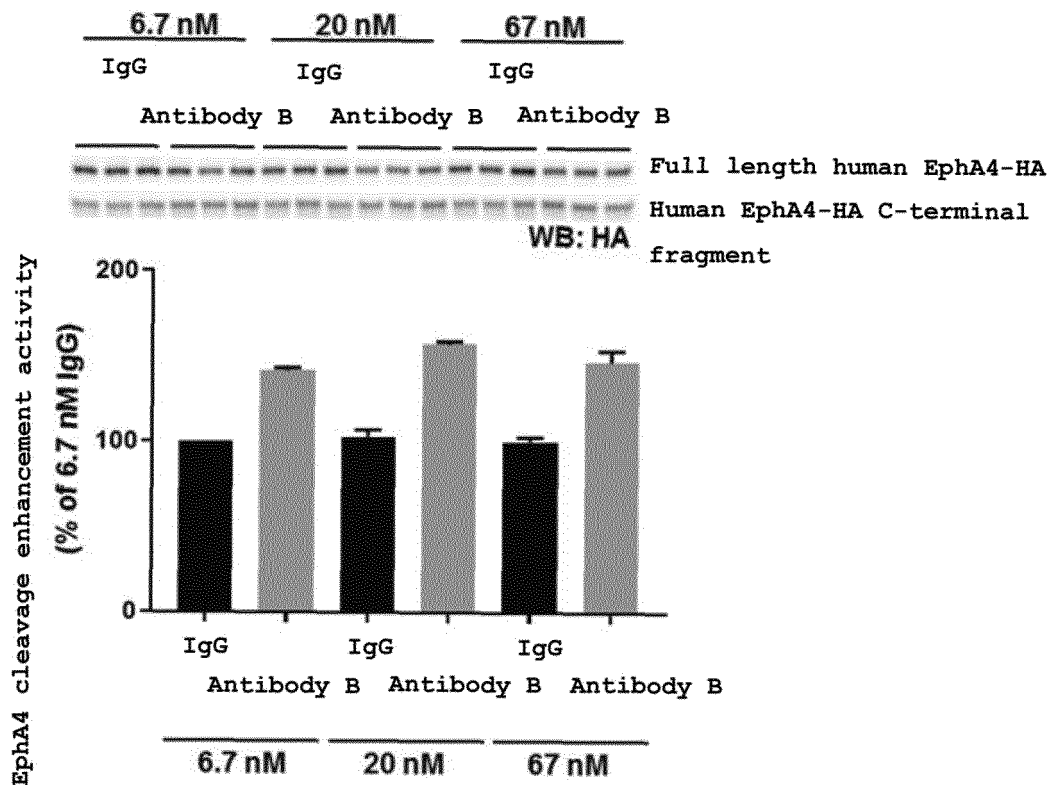 6.7 nM 20 nM 67 nM
IgG IgG IgG
Antibody B Antibody B Antibody B
Full length human EphA4-HA
Human EphA4-HA C-terminal
fragment
WB: HA
EphA4 cleavage enhancement activity
(% of 6.7 nM IgG)
200
100
0
IgG IgG IgG
Antibody B Antibody B Antibody B
6.7 nM 20 nM 67 nM